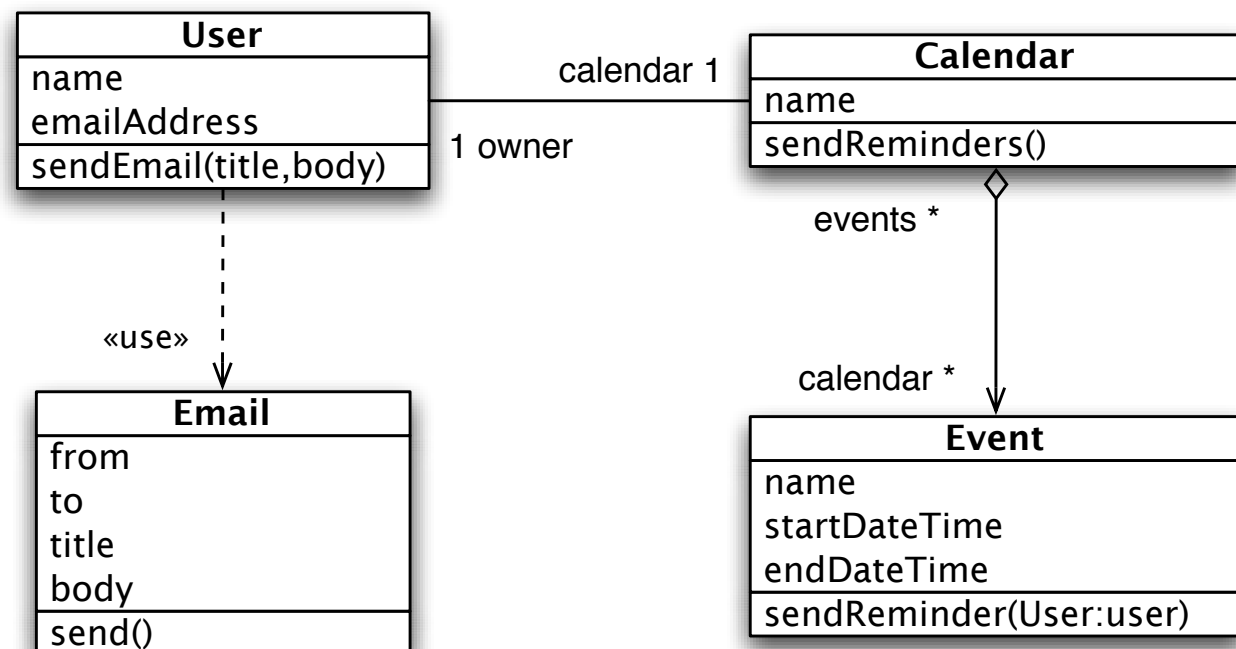 User
name
emailAddress
sendEmail(title,body)
calendar 1
1 owner
Calendar
name
sendReminders()
events *
«use»
calendar *
Email
from
to
title
body
send()
Event
name
startDateTime
endDateTime
sendReminder(User:user)